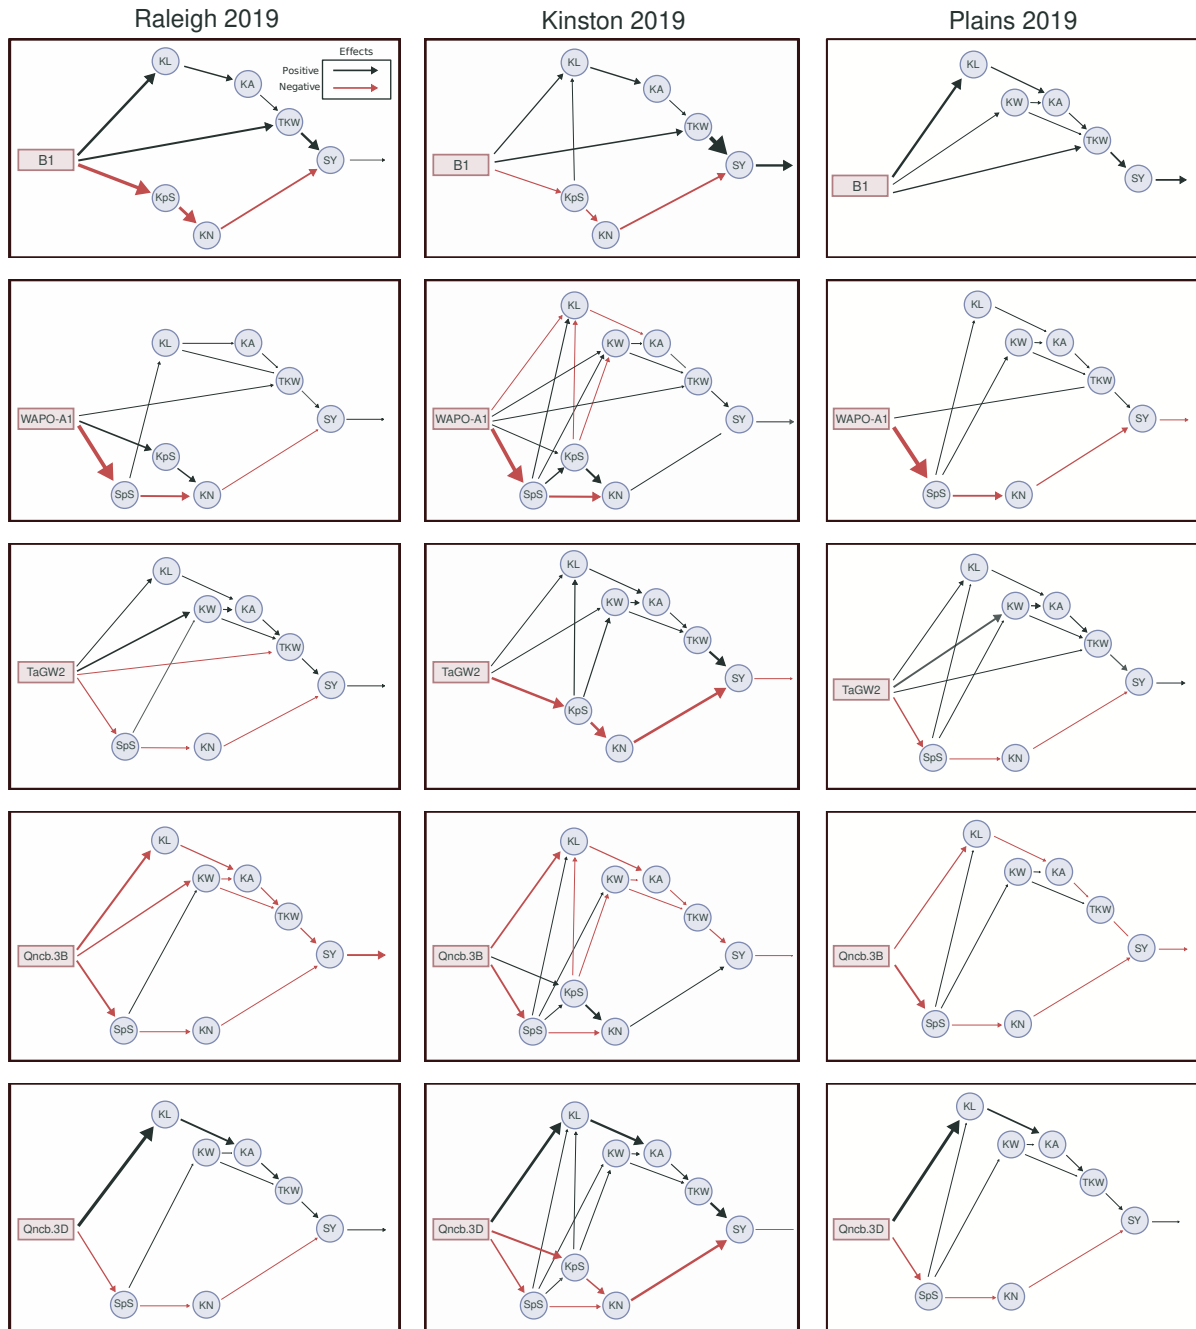 Raleigh 2019
Kinston 2019
Plains 2019
Effects
Positive
Negative
KL
KA
TKW
B1
SY
KpS
KN
KL
KA
TKW
B1
SY
KpS
KN
KL
KW
KA
TKW
B1
SY
KL
KA
TKW
WAPO-A1
SY
KpS
SpS
KN
KL
KW
KA
TKW
WAPO-A1
SY
KpS
SpS
KN
KL
KW
KA
TKW
WAPO-A1
SY
SpS
KN
KL
KW
KA
TKW
TaGW2
SY
SpS
KN
KL
KW
KA
TKW
TaGW2
SY
KpS
KN
KL
KW
KA
TKW
TaGW2
SY
SpS
KN
KL
KW
KA
TKW
Qncb.3B
SY
SpS
KN
KL
KW
KA
TKW
Qncb.3B
SY
KpS
SpS
KN
KL
KW
KA
TKW
Qncb.3B
SY
SpS
KN
KL
KW
KA
TKW
Qncb.3D
SY
SpS
KN
KL
KW
KA
TKW
Qncb.3D
SY
KpS
SpS
KN
KL
KW
KA
TKW
Qncb.3D
SY
SpS
KN